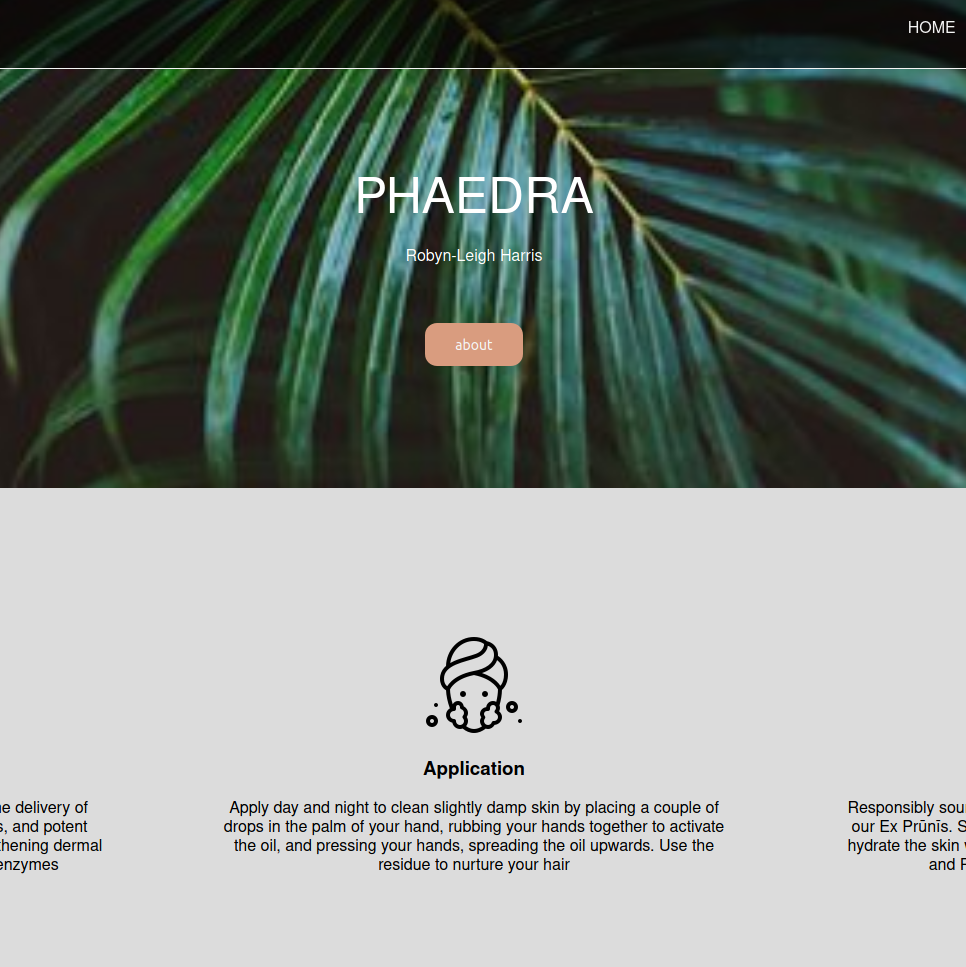 HOME
PHAEDRA
Robyn-Leigh Harris
about
delivery of
, and potent
dermal
enzymes
Application
Apply day and night to clean slightly damp skin by placing a couple of
drops in the palm of your hand, rubbing your hands together to activate
the oil, and pressing your hands, spreading the oil upwards. Use the
residue to nurture your hair
Responsibly
our Ex Prūnīs.
hydrate the skin
and